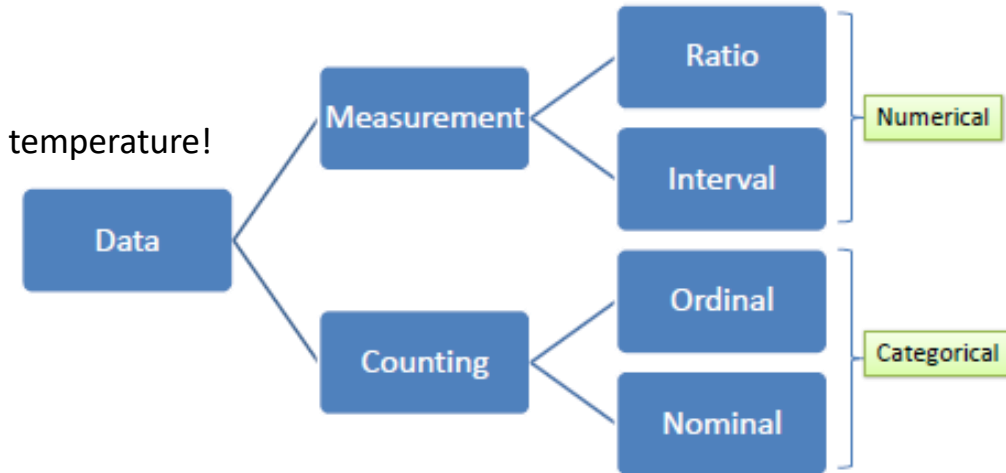 temperature!
Data
Measurement
Counting
Ratio
Interval
Ordinal
Nominal
Numerical
Categorical